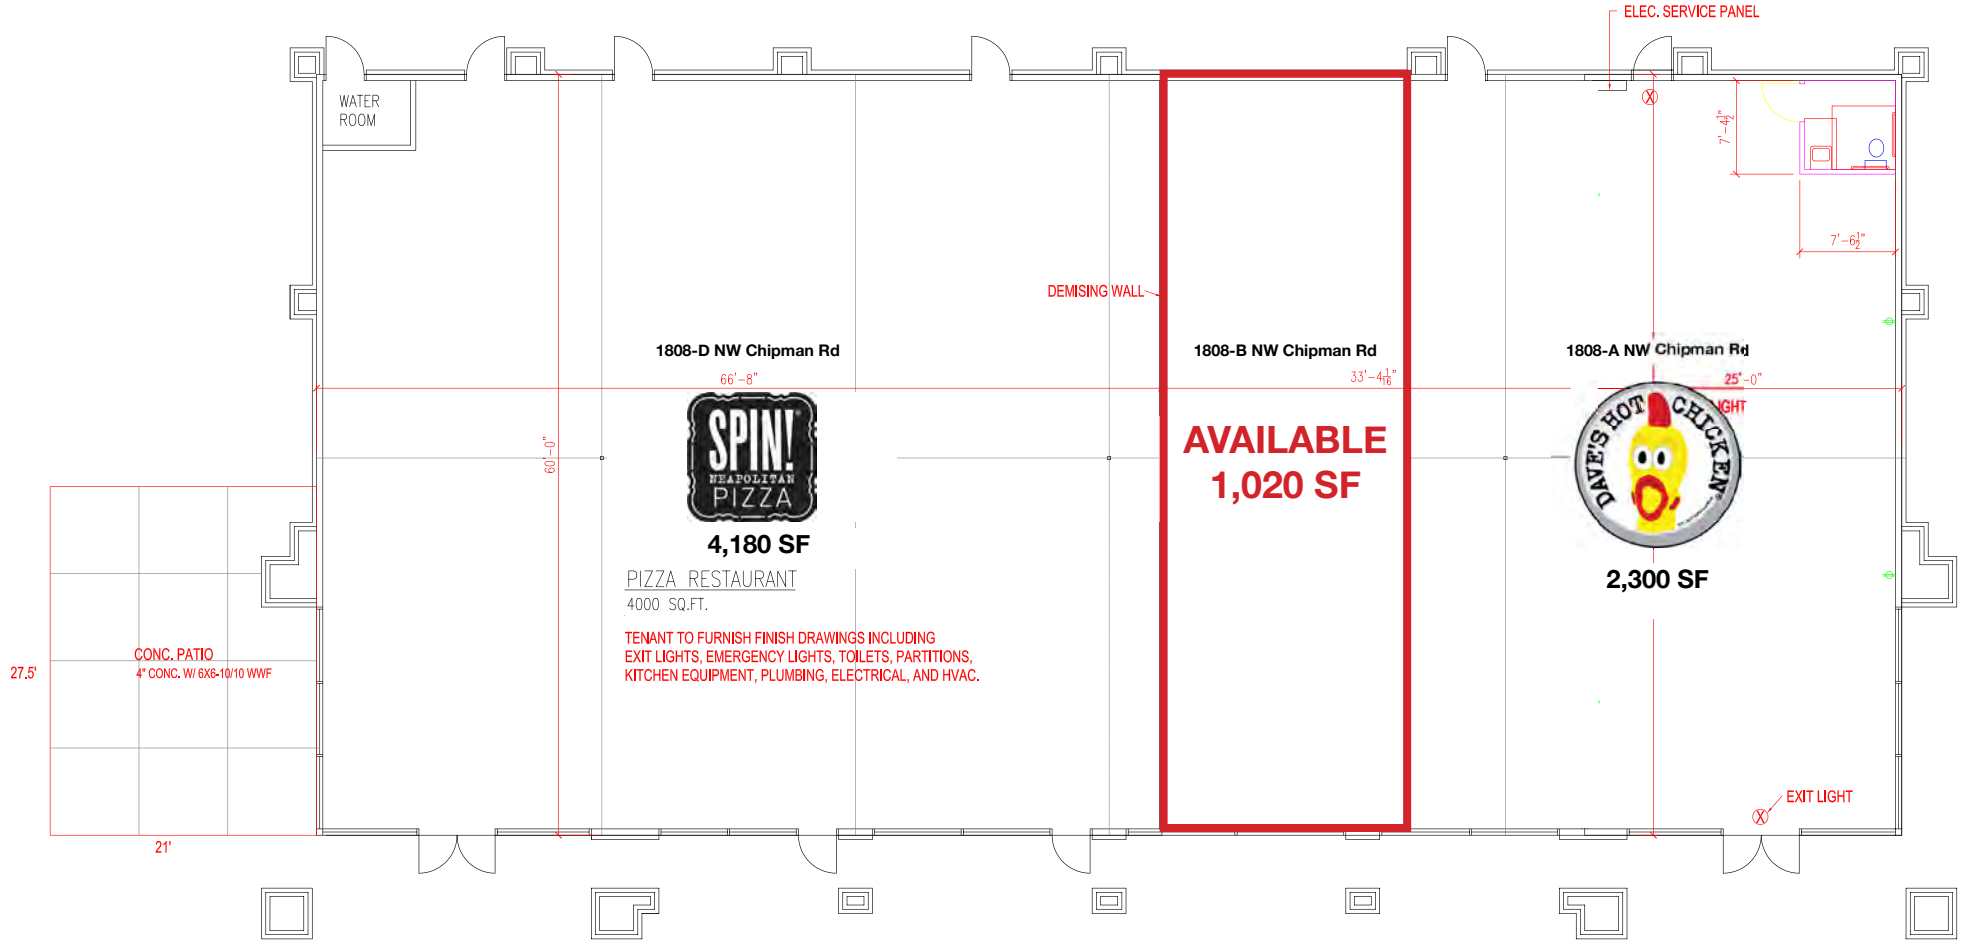 ELEC. SERVICE PANEL
WATER
ROOM
7'-4½"
7'-6½"
DEMISING WALL
1808-D NW Chipman Rd
1808-B NW Chipman Rd
1808-A NW Chipman Rd
66'-8"
33'-4 1/16"
25'-0"
IGHT
60'-0"
SPIN!
NEAPOLITAN
PIZZA
AVAILABLE
1,020 SF
DAVE'S HOT CHICKEN
4,180 SF
2,300 SF
PIZZA RESTAURANT
4000 SQ.FT.
TENANT TO FURNISH FINISH DRAWINGS INCLUDING
EXIT LIGHTS, EMERGENCY LIGHTS, TOILETS, PARTITIONS,
KITCHEN EQUIPMENT, PLUMBING, ELECTRICAL, AND HVAC.
CONC. PATIO
4" CONC. W/ 6X6-10/10 WWF
27.5'
21'
EXIT LIGHT